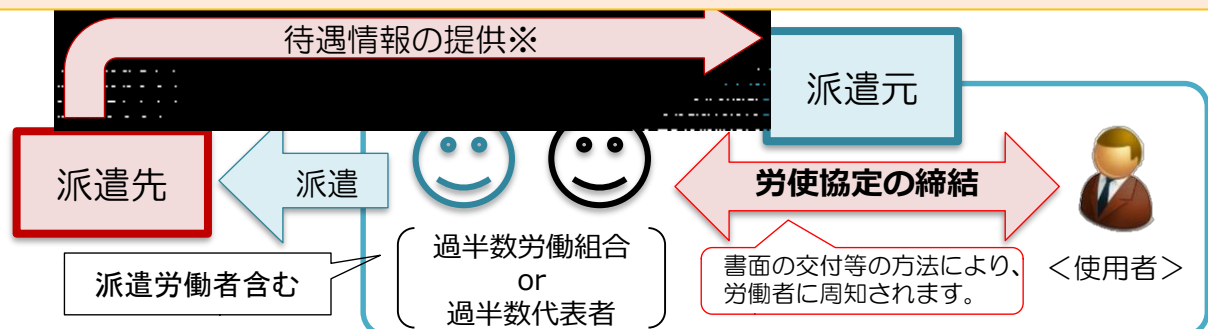 待遇情報の提供※
派遣元
派遣先
派遣
労使協定の締結
派遣労働者含む
過半数労働組合
or
過半数代表者
書面の交付等の方法により、
労働者に周知されます。
＜使用者＞